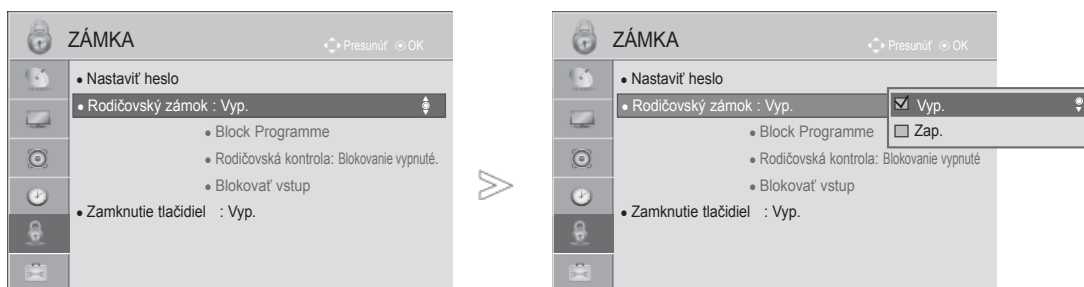 ZÁMKA
Presunúť OK
• Nastaviť heslo
• Rodičovský zámok : Vyp.
• Block Programme
• Rodičovská kontrola: Blokovanie vypnuté.
• Blokovať vstup
• Zamknutie tlačidiel : Vyp.
ZÁMKA
Presunúť OK
• Nastaviť heslo
• Rodičovský zámok : Vyp.
Vyp.
Zap.
• Block Programme
• Rodičovská kontrola: Blokovanie vypnuté
• Blokovať vstup
• Zamknutie tlačidiel : Vyp.